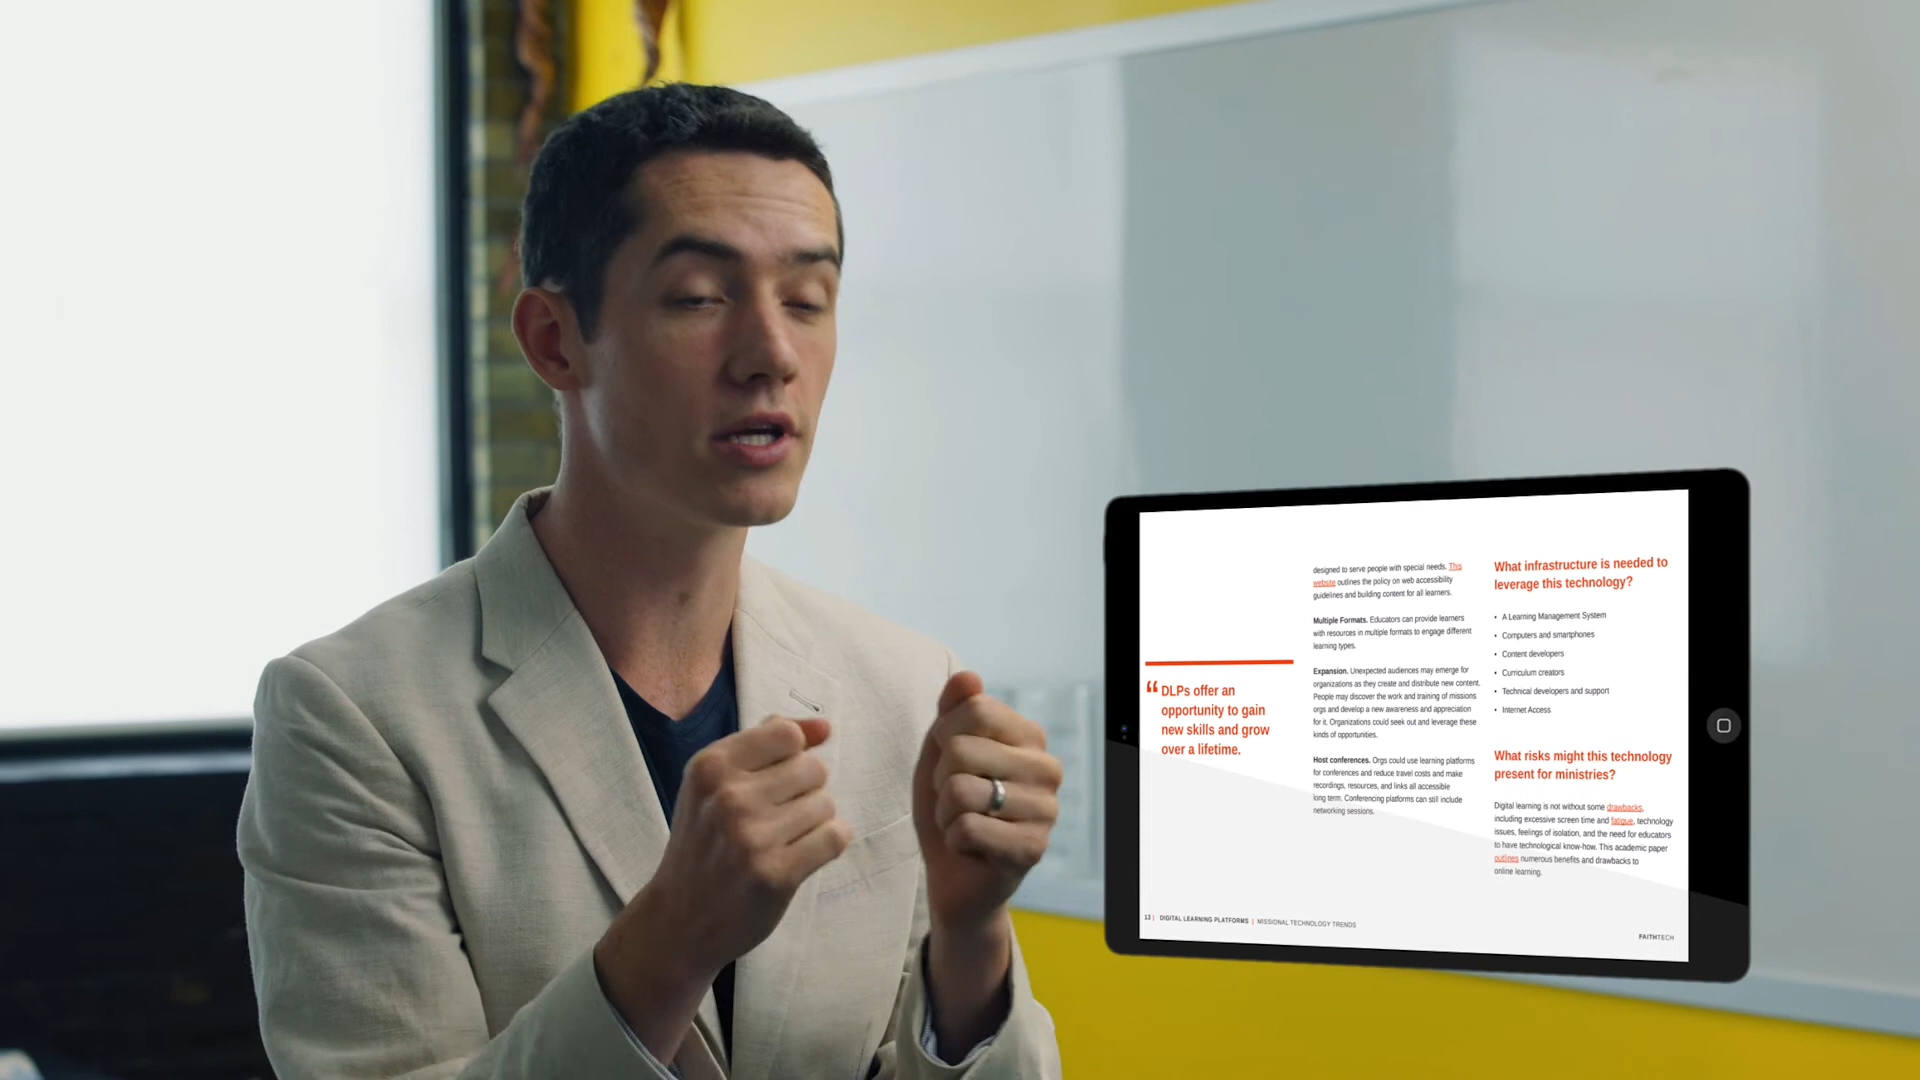 “ DLPs offer an
opportunity to gain
new skills and grow
over a lifetime.
designed to serve people with special needs. This
website outlines the policy on web accessibility
guidelines and building content for all learners.
Multiple Formats. Educators can provide learners
with resources in multiple formats to engage different
learning types.
Expansion. Unexpected audiences may emerge for
organizations as they create and distribute new content.
People may discover the work and training of missions
orgs and develop a new awareness and appreciation
for it. Organizations could seek out and leverage these
kinds of opportunities.
Host conferences. Orgs could use learning platforms
for conferences and reduce travel costs and make
recordings, resources, and links all accessible
long term. Conferencing platforms can still include
networking sessions.
What infrastructure is needed to
leverage this technology?
• A Learning Management System
• Computers and smartphones
• Content developers
• Curriculum creators
• Technical developers and support
• Internet Access
What risks might this technology
present for ministries?
Digital learning is not without some drawbacks,
including excessive screen time and fatigue, technology
issues, feelings of isolation, and the need for educators
to have technological know-how. This academic paper
outlines numerous benefits and drawbacks to
online learning.
13 | DIGITAL LEARNING PLATFORMS | MISSIONAL TECHNOLOGY TRENDS
FAITHTECH